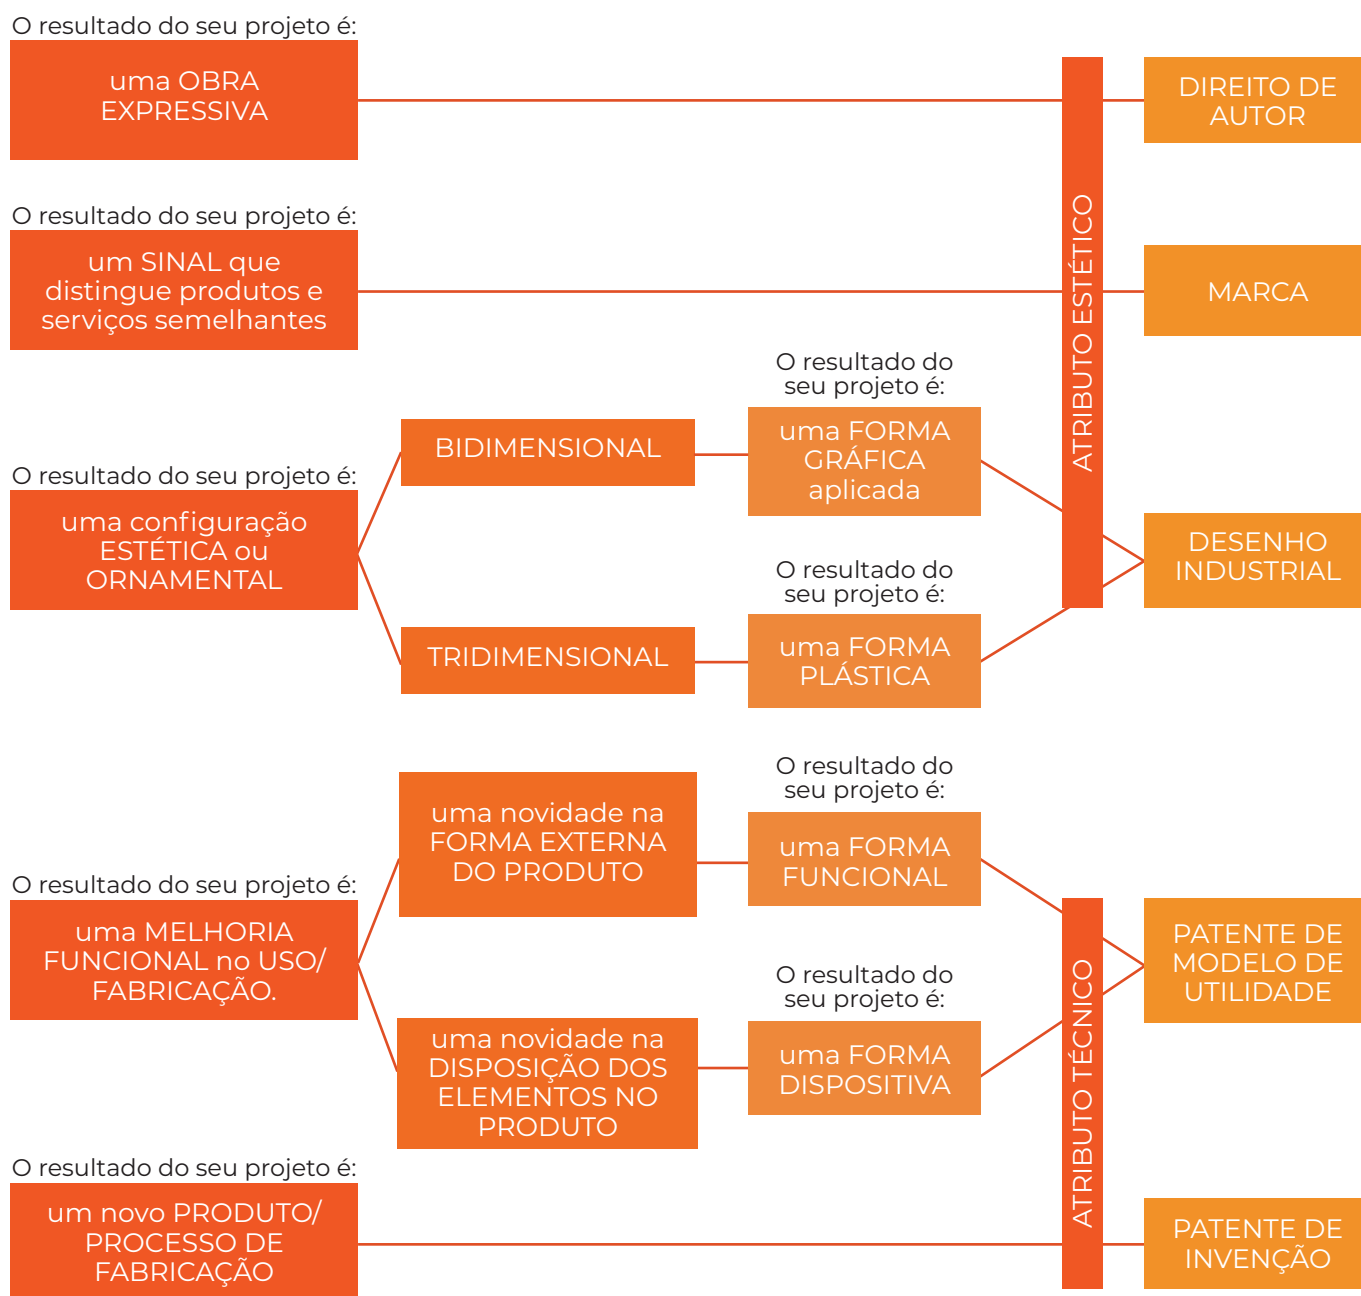 O resultado do seu projeto é:
uma OBRA
EXPRESSIVA
DIREITO DE
AUTOR
O resultado do seu projeto é:
um SINAL que
distingue produtos e
serviços semelhantes
MARCA
ATRIBUTO ESTÉTICO
O resultado do seu projeto é:
uma configuração
ESTÉTICA ou
ORNAMENTAL
BIDIMENSIONAL
O resultado do
seu projeto é:
uma FORMA
GRÁFICA
aplicada
TRIDIMENSIONAL
O resultado do
seu projeto é:
uma FORMA
PLÁSTICA
DESENHO
INDUSTRIAL
O resultado do seu projeto é:
uma MELHORIA
FUNCIONAL no USO/
FABRICAÇÃO.
uma novidade na
FORMA EXTERNA
DO PRODUTO
O resultado do
seu projeto é:
uma FORMA
FUNCIONAL
uma novidade na
DISPOSIÇÃO DOS
ELEMENTOS NO
PRODUTO
O resultado do
seu projeto é:
uma FORMA
DISPOSITIVA
ATRIBUTO TÉCNICO
PATENTE DE
MODELO DE
UTILIDADE
O resultado do seu projeto é:
um novo PRODUTO/
PROCESSO DE
FABRICAÇÃO
PATENTE DE
INVENÇÃO